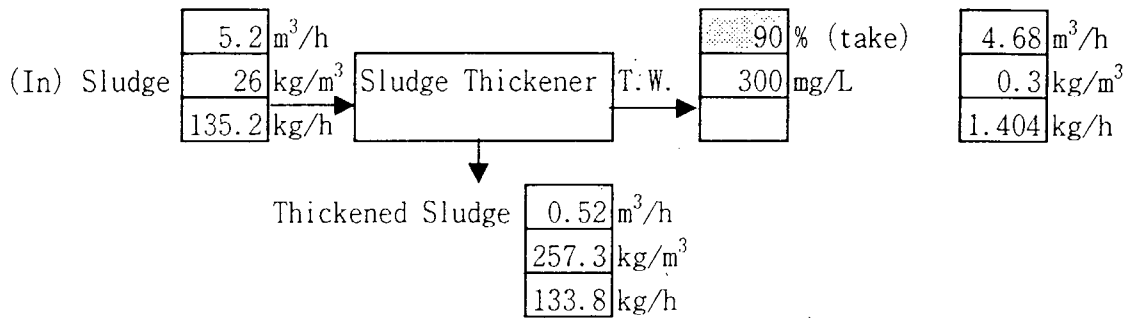 5.2 m³/h 90 % (take) 4.68 m³/h
(In) Sludge 26 kg/m³ Sludge Thickener T.W. 300 mg/L 0.3 kg/m³
135.2 kg/h 1.404 kg/h
Thickened Sludge 0.52 m³/h
257.3 kg/m³
133.8 kg/h